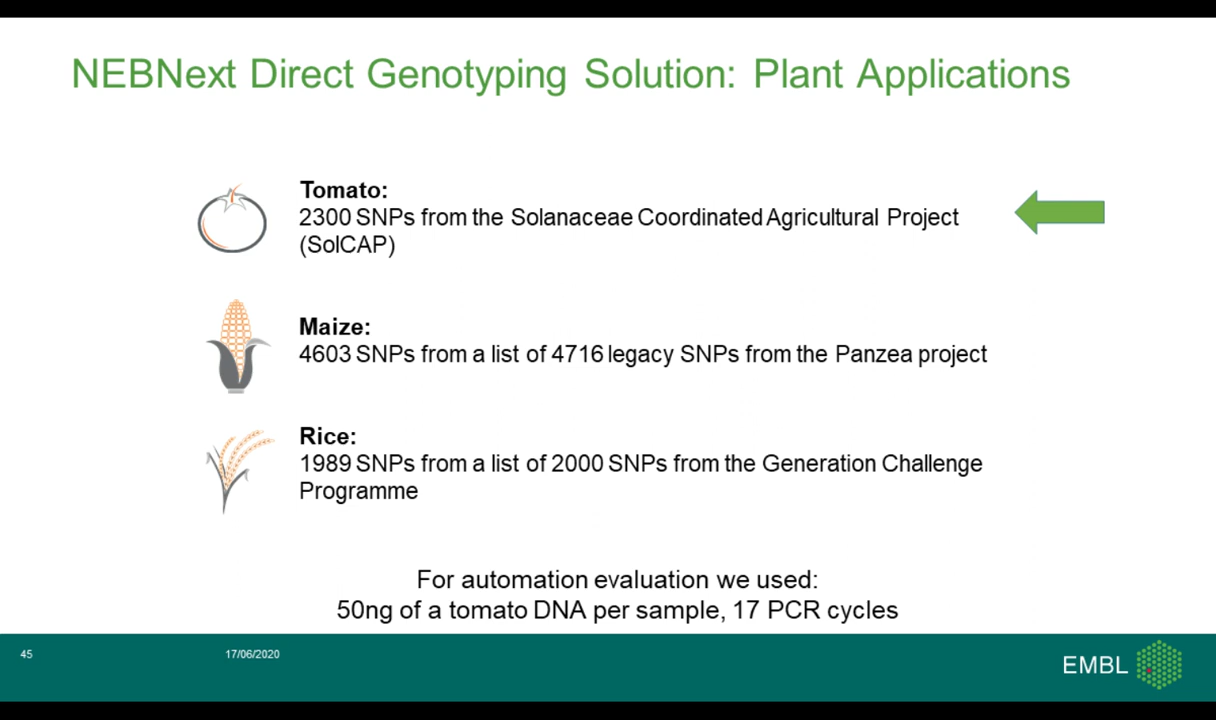 NEBNext Direct Genotyping Solution: Plant Applications
Tomato:
2300 SNPs from the Solanaceae Coordinated Agricultural Project
(SolCAP)
Maize:
4603 SNPs from a list of 4716 legacy SNPs from the Panzea project
Rice:
1989 SNPs from a list of 2000 SNPs from the Generation Challenge
Programme
For automation evaluation we used:
50ng of a tomato DNA per sample, 17 PCR cycles
45
17/06/2020
EMBL